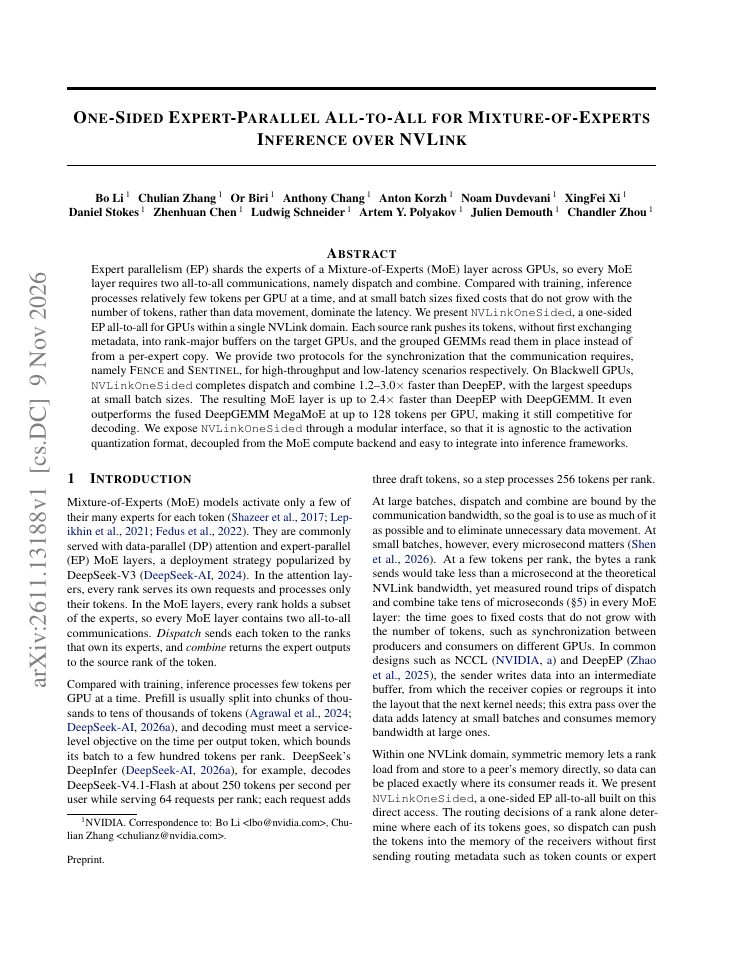 arXiv:2611.13188v1 [cs.DC] 9 Nov 2026
ONE-SIDED EXPERT-PARALLEL ALL-TO-ALL FOR MIXTURE-OF-EXPERTS
INFERENCE OVER NVLINK
Bo Li 1 Chulian Zhang 1 Or Biri 1 Anthony Chang 1 Anton Korzh 1 Noam Duvdevani 1 XingFei Xi 1
Daniel Stokes 1 Zhenhuan Chen 1 Ludwig Schneider 1 Artem Y. Polyakov 1 Julien Demouth 1 Chandler Zhou 1
ABSTRACT
Expert parallelism (EP) shards the experts of a Mixture-of-Experts (MoE) layer across GPUs, so every MoE
layer requires two all-to-all communications, namely dispatch and combine. Compared with training, inference
processes relatively few tokens per GPU at a time, and at small batch sizes fixed costs that do not grow with the
number of tokens, rather than data movement, dominate the latency. We present NVLinkOneSided, a one-sided
EP all-to-all for GPUs within a single NVLink domain. Each source rank pushes its tokens, without first exchanging
metadata, into rank-major buffers on the target GPUs, and the grouped GEMMs read them in place instead of
from a per-expert copy. We provide two protocols for the synchronization that the communication requires,
namely FENCE and SENTINEL, for high-throughput and low-latency scenarios respectively. On Blackwell GPUs,
NVLinkOneSided completes dispatch and combine 1.2–3.0× faster than DeepEP, with the largest speedups
at small batch sizes. The resulting MoE layer is up to 2.4× faster than DeepEP with DeepGEMM. It even
outperforms the fused DeepGEMM MegaMoE at up to 128 tokens per GPU, making it still competitive for
decoding. We expose NVLinkOneSided through a modular interface, so that it is agnostic to the activation
quantization format, decoupled from the MoE compute backend and easy to integrate into inference frameworks.
1 INTRODUCTION
Mixture-of-Experts (MoE) models activate only a few of
their many experts for each token (Shazeer et al., 2017; Lep-
ikhin et al., 2021; Fedus et al., 2022). They are commonly
served with data-parallel (DP) attention and expert-parallel
(EP) MoE layers, a deployment strategy popularized by
DeepSeek-V3 (DeepSeek-AI, 2024). In the attention lay-
ers, every rank serves its own requests and processes only
their tokens. In the MoE layers, every rank holds a subset
of the experts, so every MoE layer contains two all-to-all
communications. Dispatch sends each token to the ranks
that own its experts, and combine returns the expert outputs
to the source rank of the token.
Compared with training, inference processes few tokens per
GPU at a time. Prefill is usually split into chunks of thou-
sands to tens of thousands of tokens (Agrawal et al., 2024;
DeepSeek-AI, 2026a), and decoding must meet a service-
level objective on the time per output token, which bounds
its batch to a few hundred tokens per rank. DeepSeek's
DeepInfer (DeepSeek-AI, 2026a), for example, decodes
DeepSeek-V4.1-Flash at about 250 tokens per second per
user while serving 64 requests per rank; each request adds
1NVIDIA. Correspondence to: Bo Li <lbo@nvidia.com>, Chu-
lian Zhang <chulianz@nvidia.com>.
Preprint.
three draft tokens, so a step processes 256 tokens per rank.
At large batches, dispatch and combine are bound by the
communication bandwidth, so the goal is to use as much of it
as possible and to eliminate unnecessary data movement. At
small batches, however, every microsecond matters (Shen
et al., 2026). At a few tokens per rank, the bytes a rank
sends would take less than a microsecond at the theoretical
NVLink bandwidth, yet measured round trips of dispatch
and combine take tens of microseconds (§5) in every MoE
layer: the time goes to fixed costs that do not grow with
the number of tokens, such as synchronization between
producers and consumers on different GPUs. In common
designs such as NCCL (NVIDIA, a) and DeepEP (Zhao
et al., 2025), the sender writes data into an intermediate
buffer, from which the receiver copies or regroups it into
the layout that the next kernel needs; this extra pass over the
data adds latency at small batches and consumes memory
bandwidth at large ones.
Within one NVLink domain, symmetric memory lets a rank
load from and store to a peer's memory directly, so data can
be placed exactly where its consumer reads it. We present
NVLinkOneSided, a one-sided EP all-to-all built on this
direct access. The routing decisions of a rank alone deter-
mine where each of its tokens goes, so dispatch can push
the tokens into the memory of the receivers without first
sending routing metadata such as token counts or expert